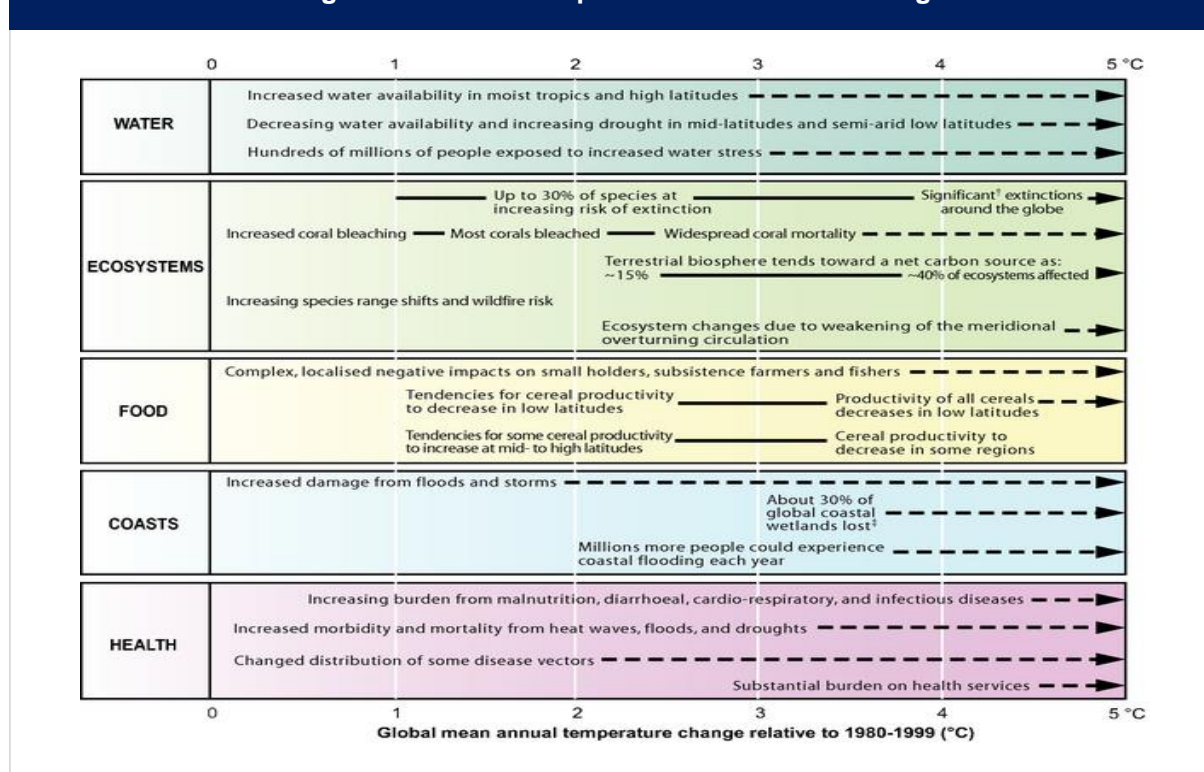 0 1 2 3 4 5 °C
WATER
Increased water availability in moist tropics and high latitudes
Decreasing water availability and increasing drought in mid-latitudes and semi-arid low latitudes
Hundreds of millions of people exposed to increased water stress
ECOSYSTEMS
Up to 30% of species at
increasing risk of extinction
Significant† extinctions
around the globe
Increased coral bleaching Most corals bleached Widespread coral mortality
Terrestrial biosphere tends toward a net carbon source as:
~15% ~40% of ecosystems affected
Increasing species range shifts and wildfire risk
Ecosystem changes due to weakening of the meridional
overturning circulation
FOOD
Complex, localised negative impacts on small holders, subsistence farmers and fishers
Tendencies for cereal productivity
to decrease in low latitudes
Productivity of all cereals
decreases in low latitudes
Tendencies for some cereal productivity
to increase at mid- to high latitudes
Cereal productivity to
decrease in some regions
COASTS
Increased damage from floods and storms
About 30% of
global coastal
wetlands lost‡
Millions more people could experience
coastal flooding each year
HEALTH
Increasing burden from malnutrition, diarrhoeal, cardio-respiratory, and infectious diseases
Increased morbidity and mortality from heat waves, floods, and droughts
Changed distribution of some disease vectors
Substantial burden on health services
0 1 2 3 4 5 °C
Global mean annual temperature change relative to 1980-1999 (°C)